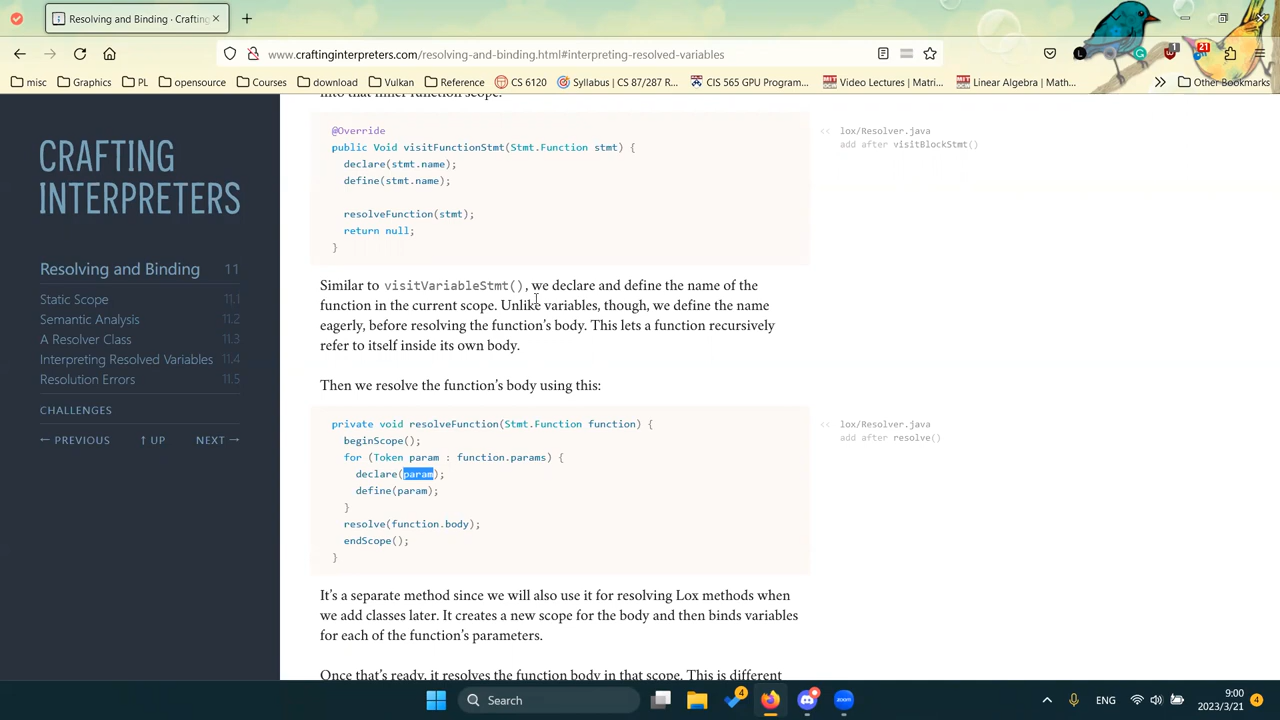 Resolving and Binding · Crafting
www.craftinginterpreters.com/resolving-and-binding.html#interpreting-resolved-variables
1
21
misc
Graphics
PL
opensource
Courses
download
Vulkan
Reference
CS 6120
Syllabus | CS 87/287 R...
CIS 565 GPU Program...
Video Lectures | Matri...
Linear Algebra | Math...
Other Bookmarks
CRAFTING
INTERPRETERS
Resolving and Binding 11
Static Scope 11.1
Semantic Analysis 11.2
A Resolver Class 11.3
Interpreting Resolved Variables 11.4
Resolution Errors 11.5
CHALLENGES
← PREVIOUS ↑ UP NEXT →
into that inner function scope.
@Override
public Void visitFunctionStmt(Stmt.Function stmt) {
declare(stmt.name);
define(stmt.name);
resolveFunction(stmt);
return null;
}
<< lox/Resolver.java
add after visitBlockStmt()
Similar to visitVariableStmt(), we declare and define the name of the
function in the current scope. Unlike variables, though, we define the name
eagerly, before resolving the function’s body. This lets a function recursively
refer to itself inside its own body.
Then we resolve the function’s body using this:
private void resolveFunction(Stmt.Function function) {
beginScope();
for (Token param : function.params) {
declare(param);
define(param);
}
resolve(function.body);
endScope();
}
<< lox/Resolver.java
add after resolve()
It’s a separate method since we will also use it for resolving Lox methods when
we add classes later. It creates a new scope for the body and then binds variables
for each of the function’s parameters.
Once that’s ready, it resolves the function body in that scope. This is different
Search
4
ENG
9:00
2023/3/21
4